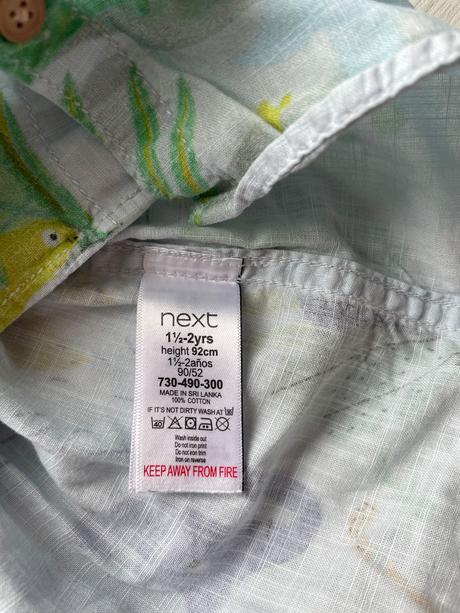 next
1½-2yrs
height 92cm
1½-2años
90/52
730-490-300
MADE IN SRI LANKA
100% COTTON
IF IT'S NOT DIRTY WASH AT 30
40
Wash inside out
Do not iron print
Do not iron trim
Iron on reverse
KEEP AWAY FROM FIRE